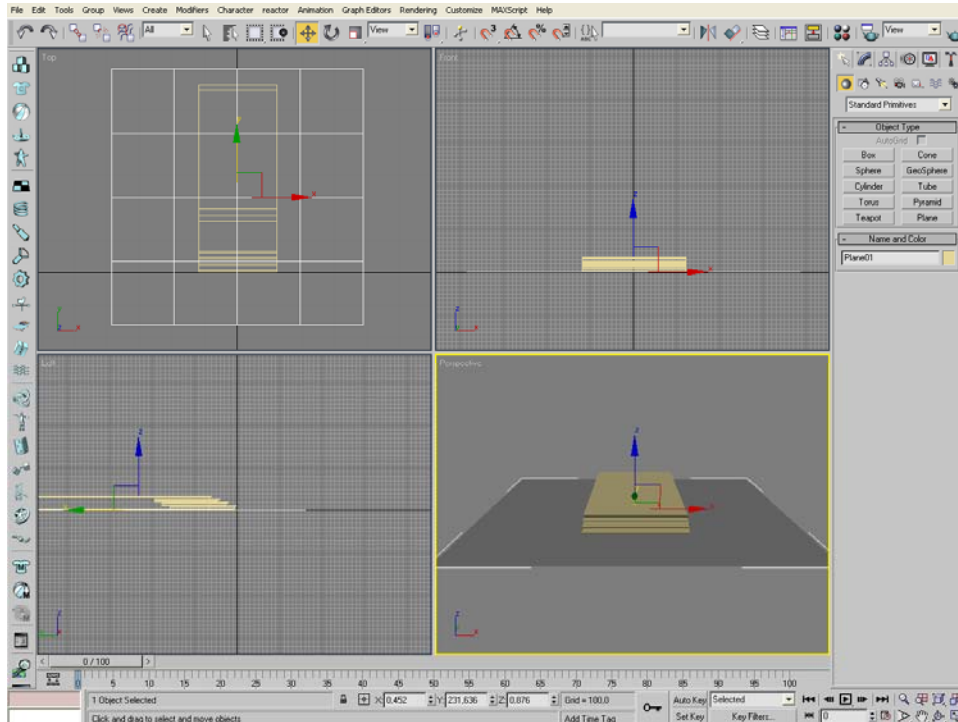 File Edit Tools Group Views Create Modifiers Character reactor Animation Graph Editors Rendering Customize MAXScript Help
All View View
Top Front
Standard Primitives
- Object Type
AutoGrid
Box Cone
Sphere GeoSphere
Cylinder Tube
Torus Pyramid
Teapot Plane
- Name and Color
Plane01
y
x
z
x
Left Perspective
z
z
0 / 100
0 5 10 15 20 25 30 35 40 45 50 55 60 65 70 75 80 85 90 95 100
1 Object Selected X: 0,452 Y: 231,636 Z: 0,876 Grid = 100,0 Auto Key Selected
Click and drag to select and move objects Add Time Tag Set Key Key Filters... 0